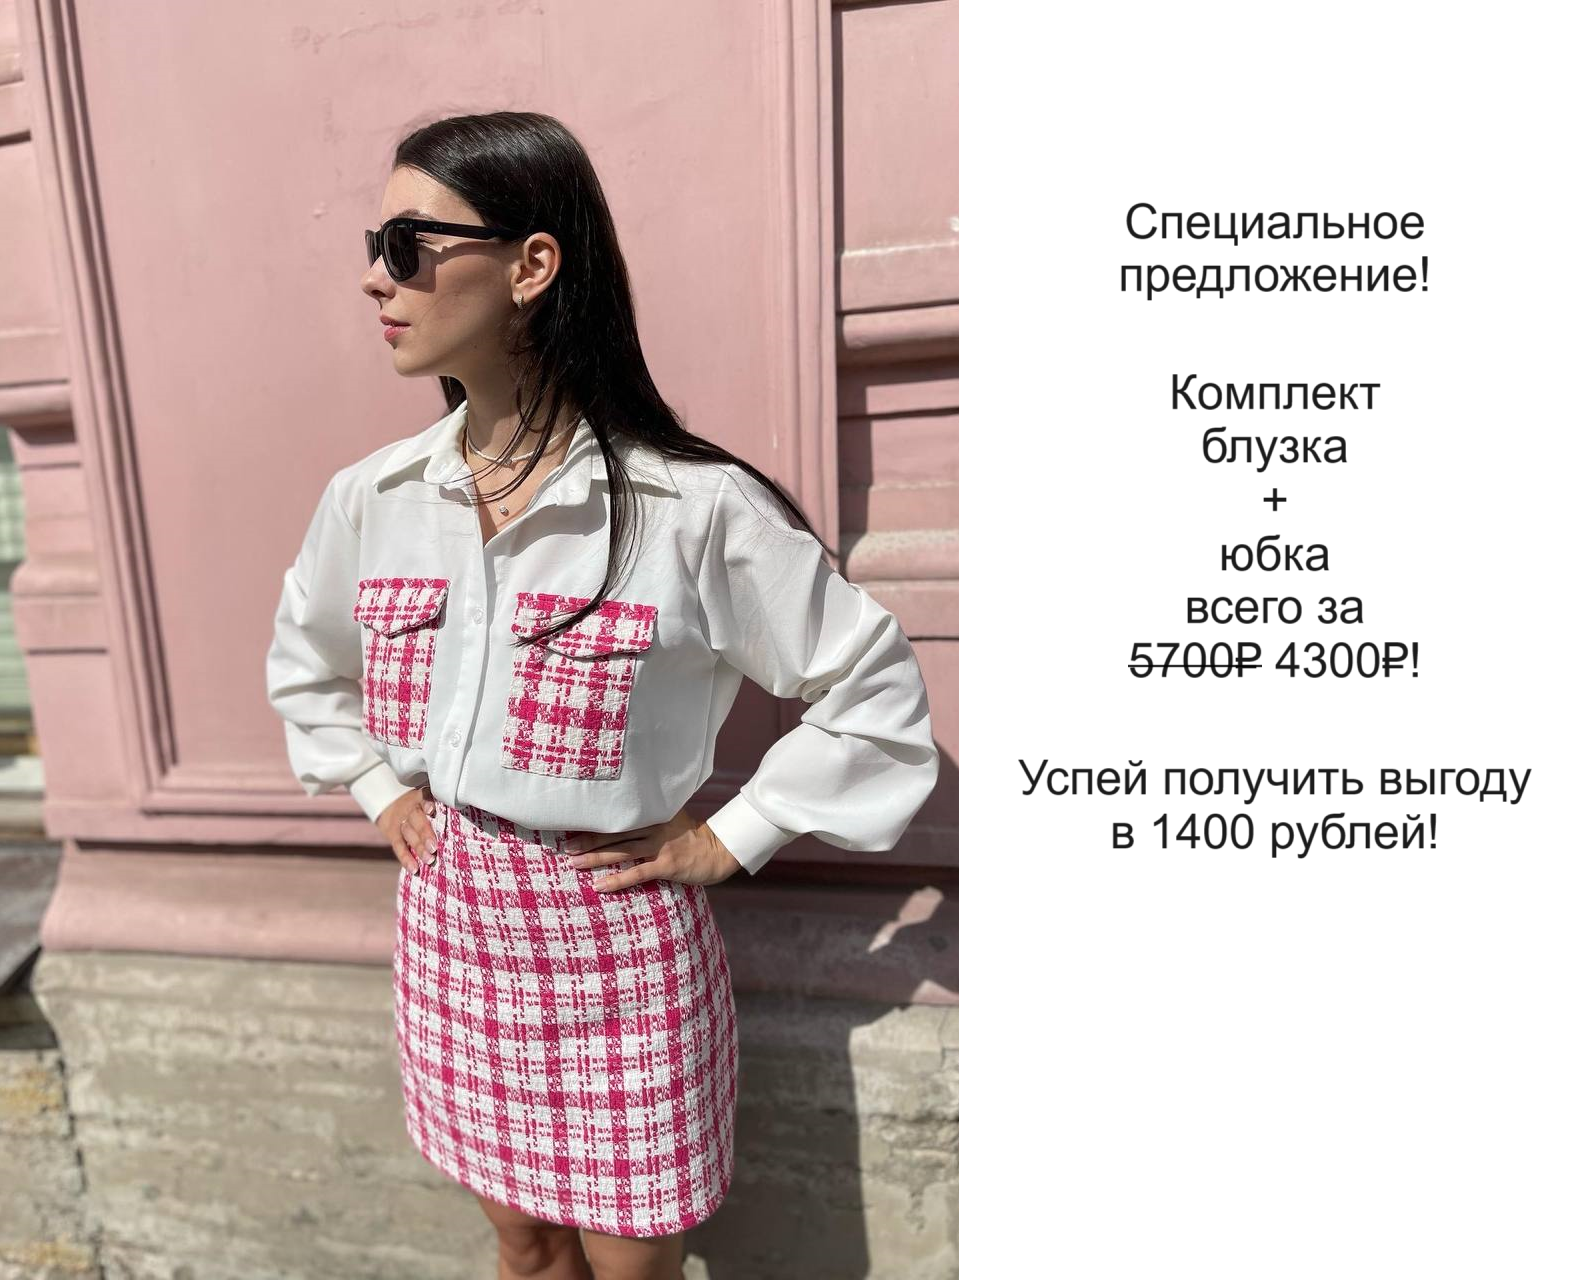 Специальное
предложение!
Комплект
блузка
+
юбка
всего за
5700₽ 4300₽!
Успей получить выгоду
в 1400 рублей!